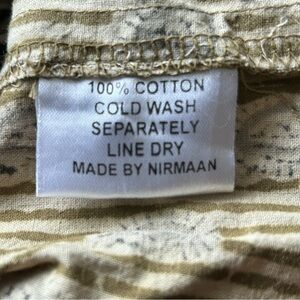 100% COTTON
COLD WASH
SEPARATELY
LINE DRY
MADE BY NIRMAAN